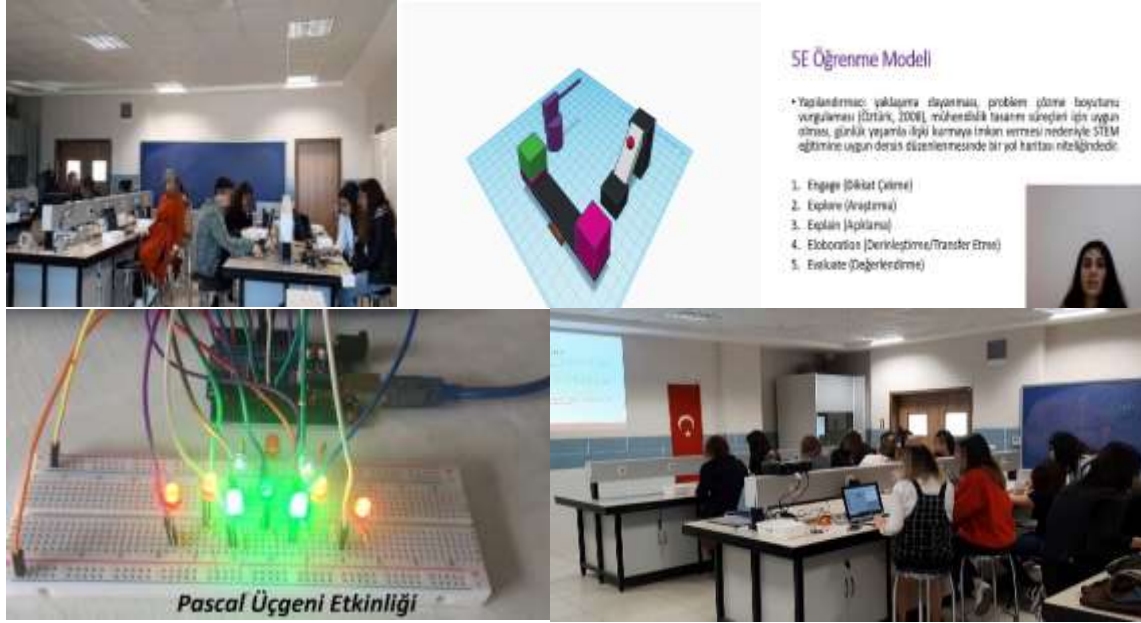 5E Öğrenme Modeli
• Yapılandırmacı yaklaşıma dayanması, problem çözme boyutunu
vurgulaması (Öztürk, 2008), mühendislik tasarım süreçleri için uygun
olması, günlük yaşamla ilişki kurmaya imkan vermesi nedeniyle STEM
eğitimine uygun dersin düzenlenmesinde bir yol haritası niteliğindedir.
1. Engage (Dikkat Çekme)
2. Explore (Araştırma)
3. Explain (Açıklama)
4. Eloboration (Derinleştirme/Transfer Etme)
5. Evaluate (Değerlendirme)
Pascal Üçgeni Etkinliği